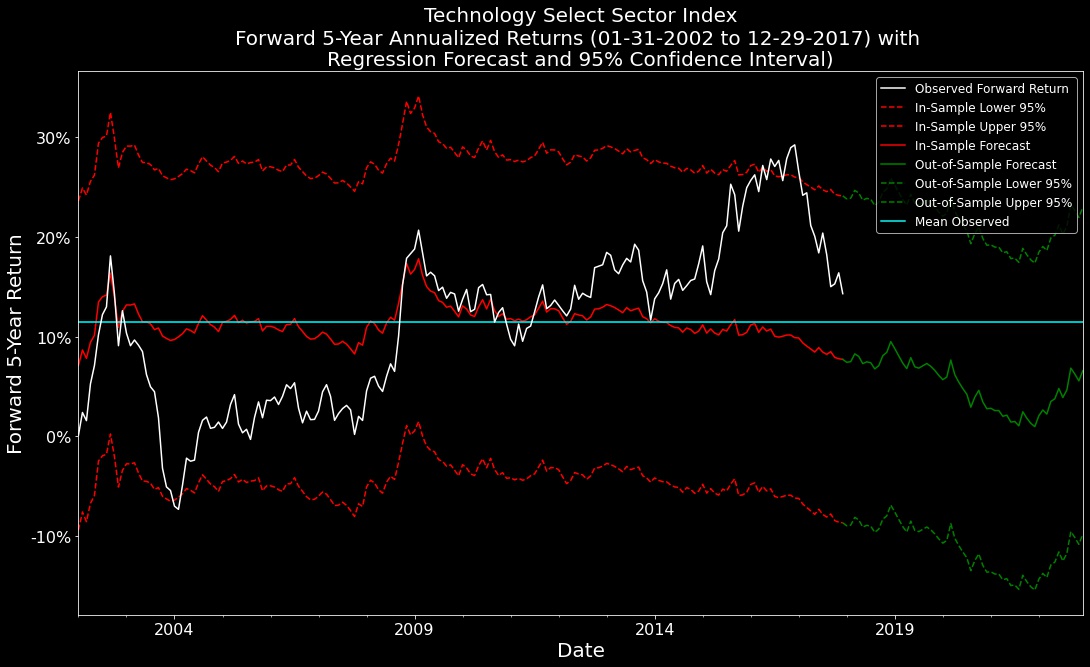 Technology Select Sector Index
Forward 5-Year Annualized Returns (01-31-2002 to 12-29-2017) with
Regression Forecast and 95% Confidence Interval)
Observed Forward Return
In-Sample Lower 95%
In-Sample Upper 95%
In-Sample Forecast
Out-of-Sample Forecast
Out-of-Sample Lower 95%
Out-of-Sample Upper 95%
Mean Observed
Forward 5-Year Return
30%
20%
10%
0%
-10%
2004
2009
2014
2019
Date